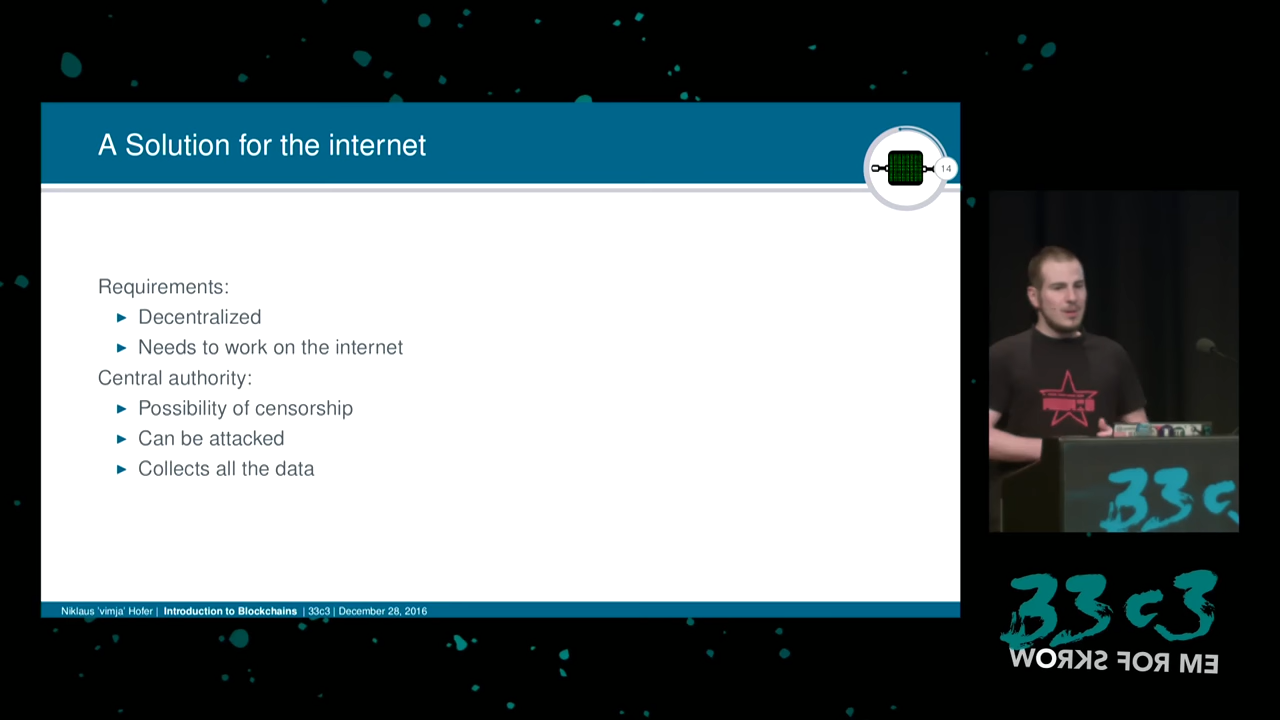 A Solution for the internet
14
Requirements:
► Decentralized
► Needs to work on the internet
Central authority:
► Possibility of censorship
► Can be attacked
► Collects all the data
Niklaus 'vimja' Hofer | Introduction to Blockchains | 33c3 | December 28, 2016
33c3
33c3
WORKS FOR ME